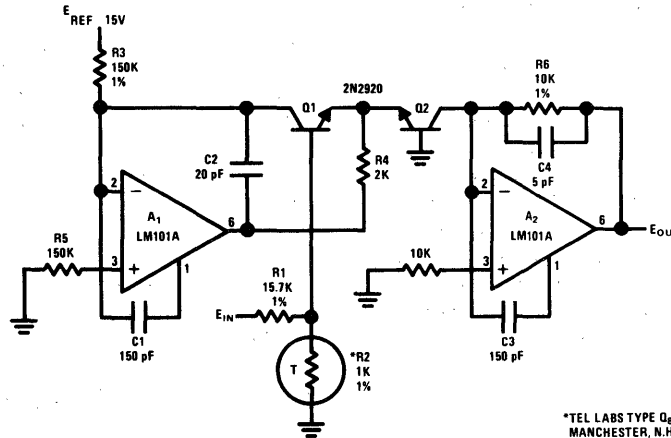 E REF 15V
R3
150K
1%
Q1
2N2920
Q2
R6
10K
1%
C4
5 pF
C2
20 pF
R4
2K
2
−
A1
LM101A
6
3
+
1
R5
150K
C1
150 pF
R1
15.7K
1%
EIN
T
*R2
1K
1%
2
−
A2
LM101A
6
3
+
1
10K
C3
150 pF
*TEL LABS TYPE
MANCHESTER,